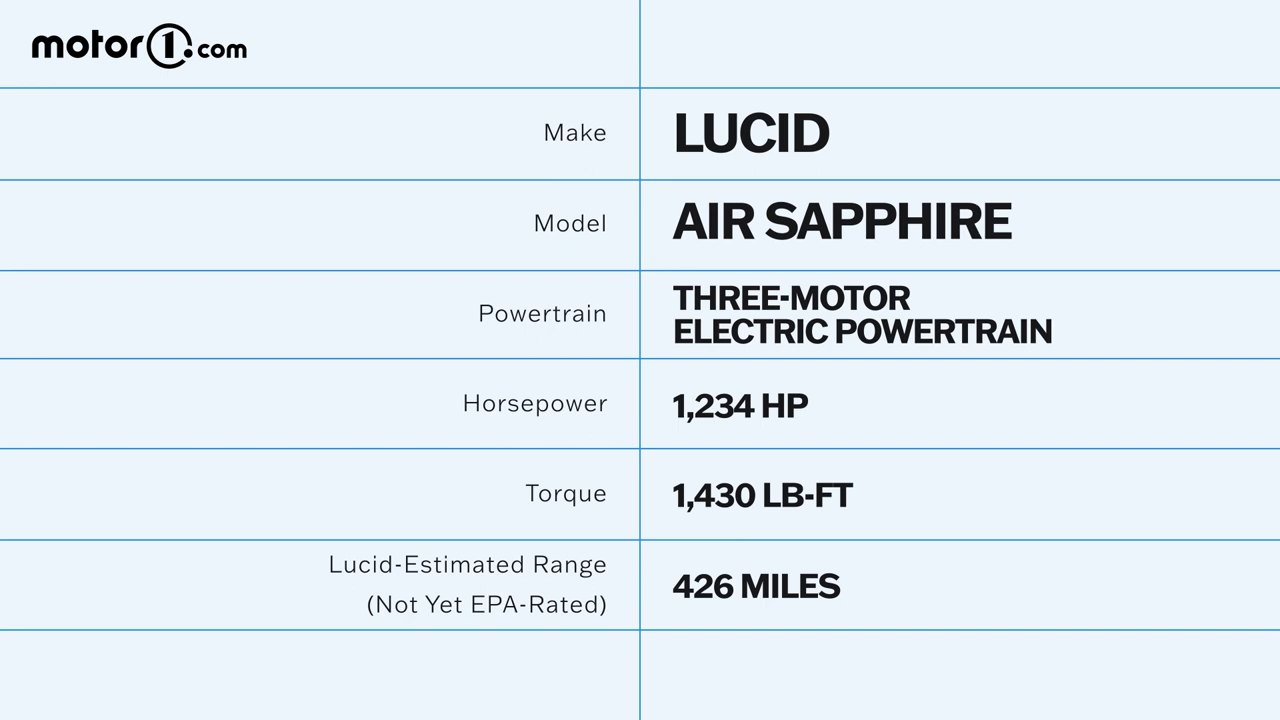 motor1.com
Make LUCID
Model AIR SAPPHIRE
Powertrain THREE-MOTOR
ELECTRIC POWERTRAIN
Horsepower 1,234 HP
Torque 1,430 LB-FT
Lucid-Estimated Range
(Not Yet EPA-Rated) 426 MILES